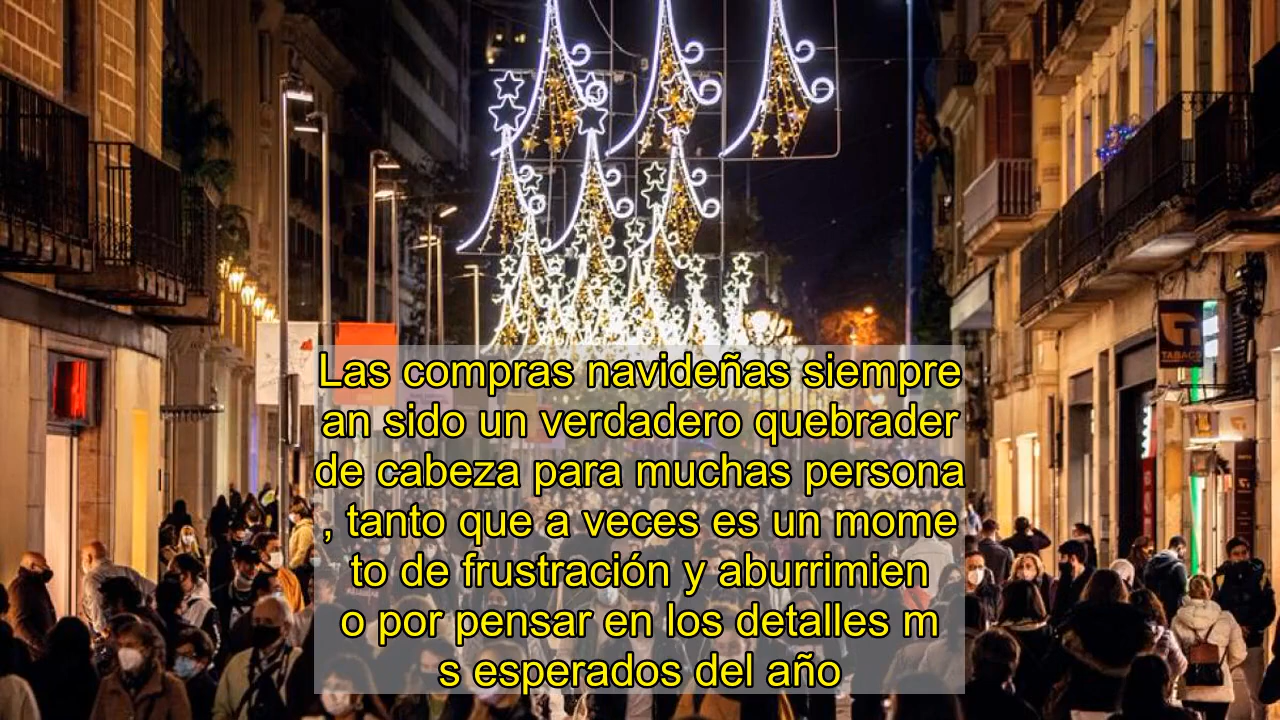 Las compras navideñas siempre
an sido un verdadero quebrader
de cabeza para muchas persona
, tanto que a veces es un mome
to de frustración y aburrimien
o por pensar en los detalles m
s esperados del año
TABACS